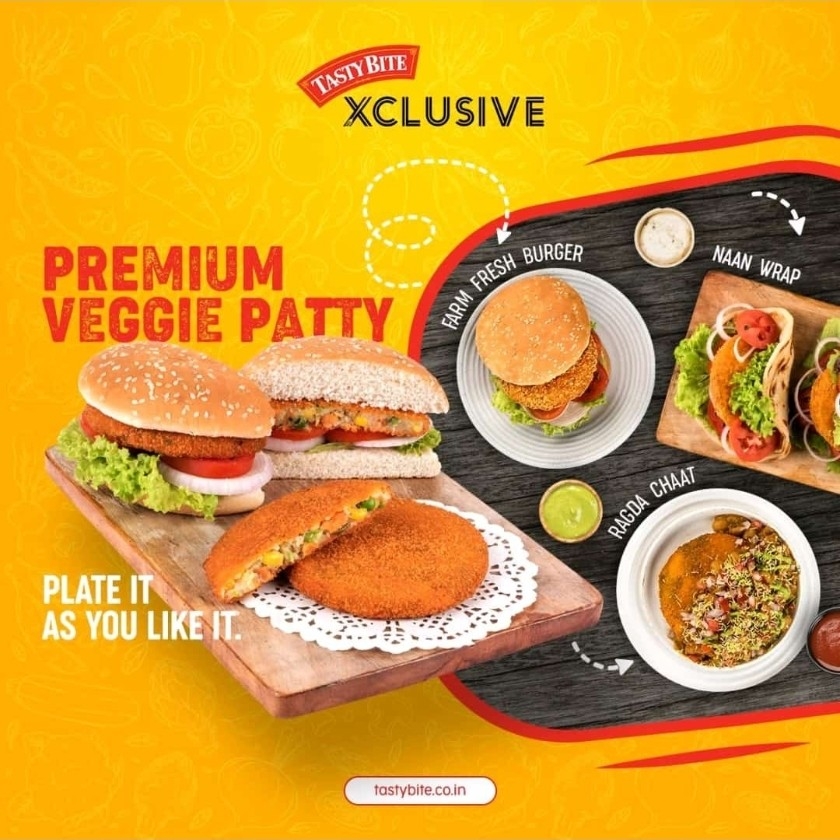 TASTY BITE
XCLUSIVE
PREMIUM
VEGGIE PATTY
FARM FRESH BURGER
NAAN WRAP
RAGDA CHAAT
PLATE IT
AS YOU LIKE IT.
tastybite.co.in